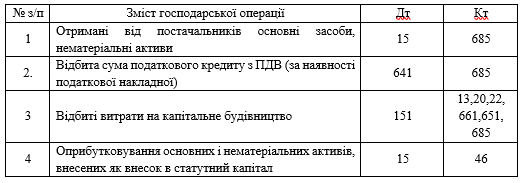 № з/п Зміст господарської операції Дт Кт
1 Отримані від постачальників основні засоби, нематеріальні активи 15 685
2. Відбита сума податкового кредиту з ПДВ (за наявності податкової накладної) 641 685
3 Відбиті витрати на капітальне будівництво 151 13,20,22, 661,651, 685
4 Оприбутковування основних і нематеріальних активів, внесених як внесок в статутний капітал 15 46